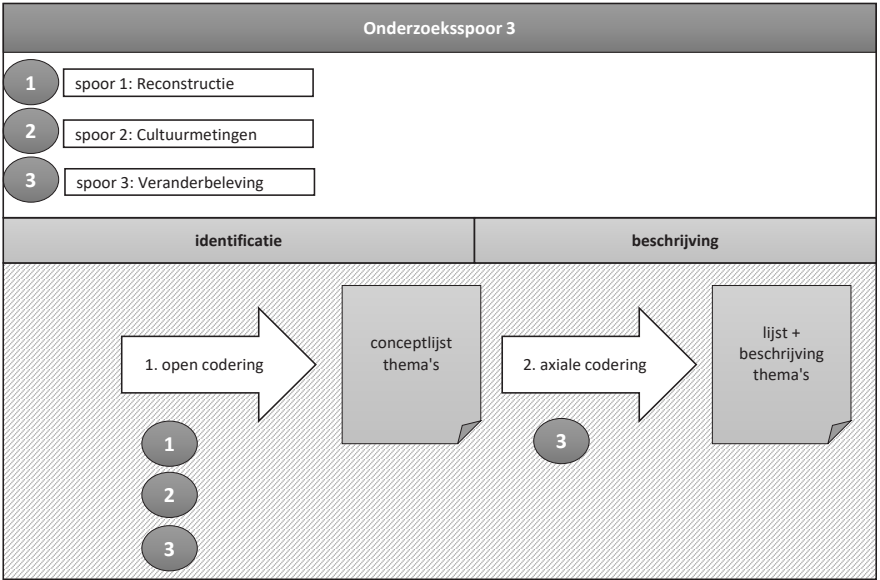 Onderzoeksspoor 3
1
spoor 1: Reconstructie
2
spoor 2: Cultuurmetingen
3
spoor 3: Veranderbeleving
identificatie
beschrijving
1. open codering
conceptlijst
thema's
2. axiale codering
lijst +
beschrijving
thema's
1
2
3
3